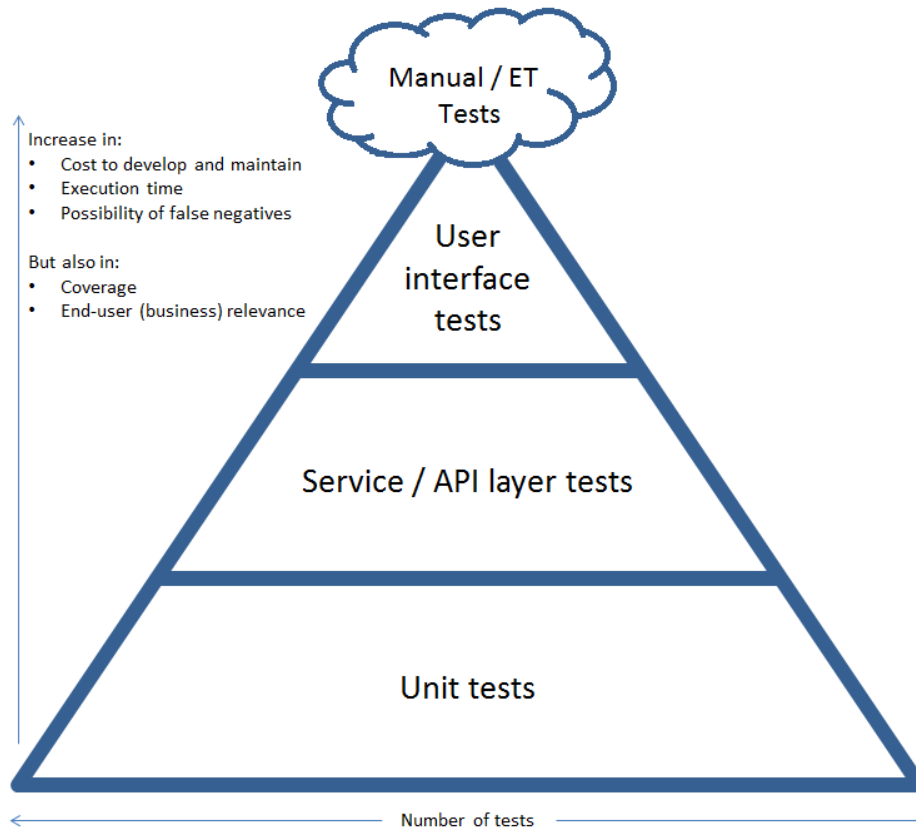 Manual / ET
Tests
Increase in:
• Cost to develop and maintain
• Execution time
• Possibility of false negatives
But also in:
• Coverage
• End-user (business) relevance
User
interface
tests
Service / API layer tests
Unit tests
Number of tests